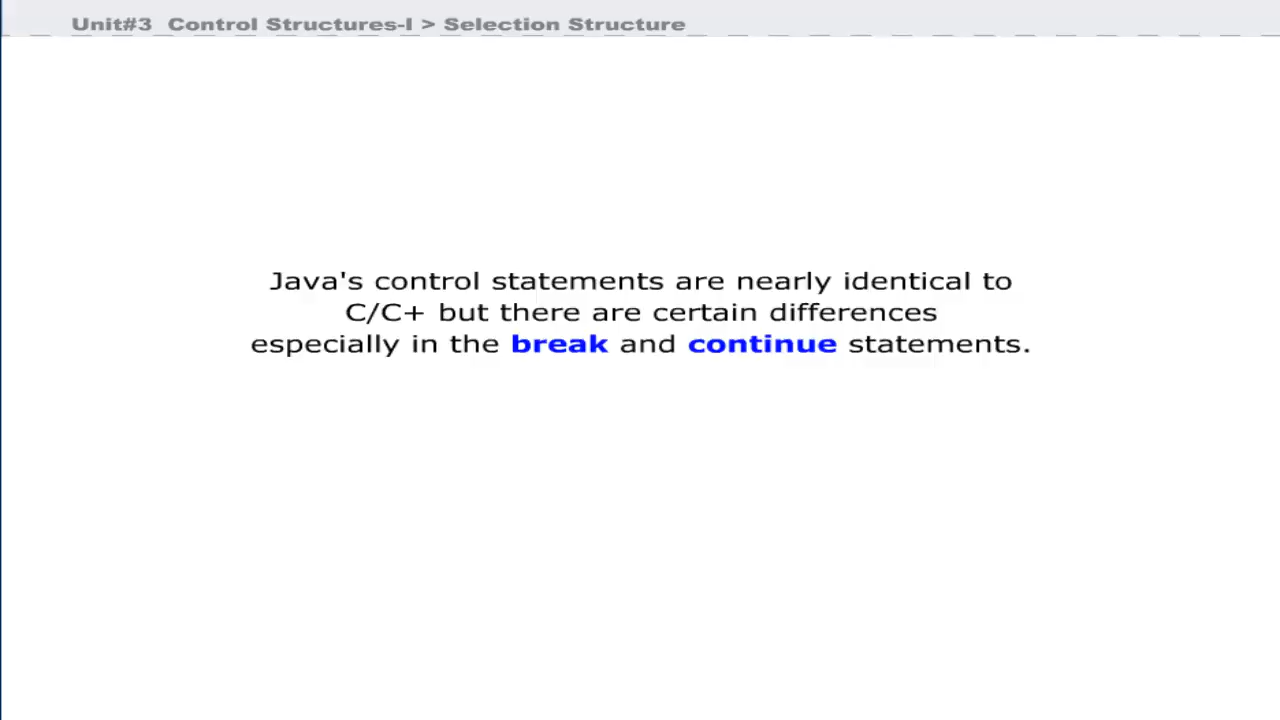 Unit#3 Control Structures-I > Selection Structure
Java's control statements are nearly identical to
C/C+ but there are certain differences
especially in the break and continue statements.